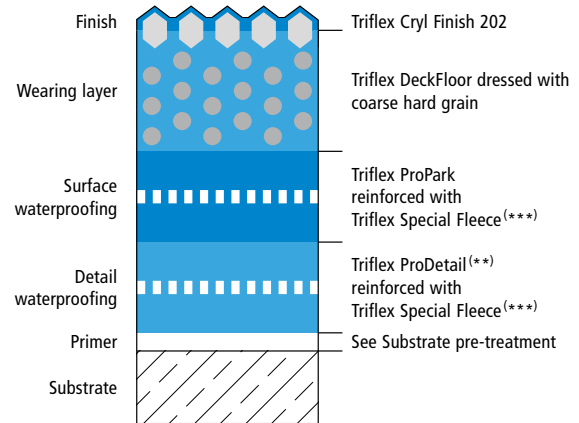 Finish
Triflex Cryl Finish 202
Wearing layer
Triflex DeckFloor dressed with
coarse hard grain
Surface
waterproofing
Triflex ProPark
reinforced with
Triflex Special Fleece(***)
Detail
waterproofing
Triflex ProDetail(**)
reinforced with
Triflex Special Fleece(***)
Primer
See Substrate pre-treatment
Substrate